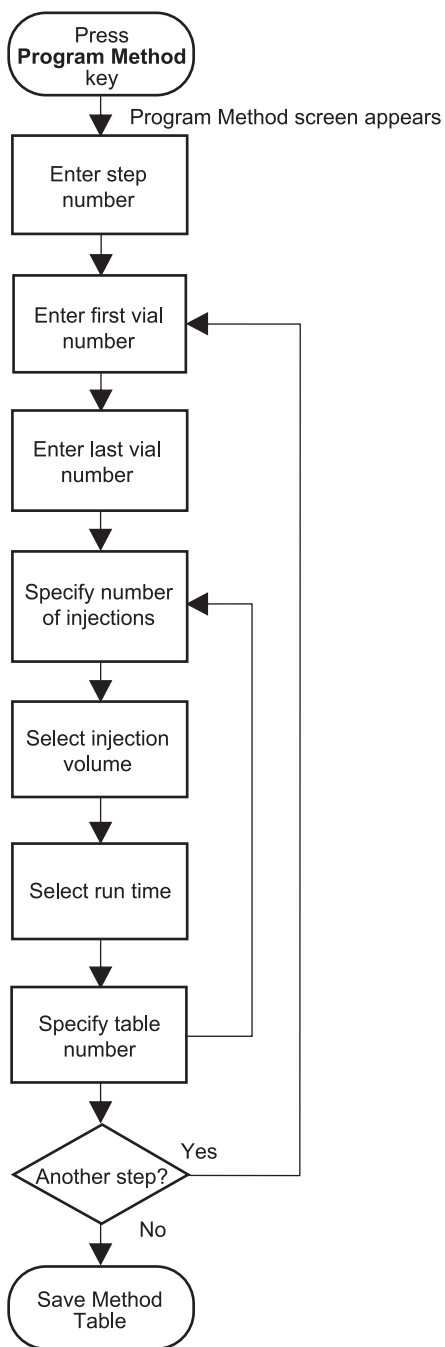 Press
Program Method
key
Program Method screen appears
Enter step
number
Enter first vial
number
Enter last vial
number
Specify number
of injections
Select injection
volume
Select run time
Specify table
number
Another step?
Yes
No
Save Method
Table